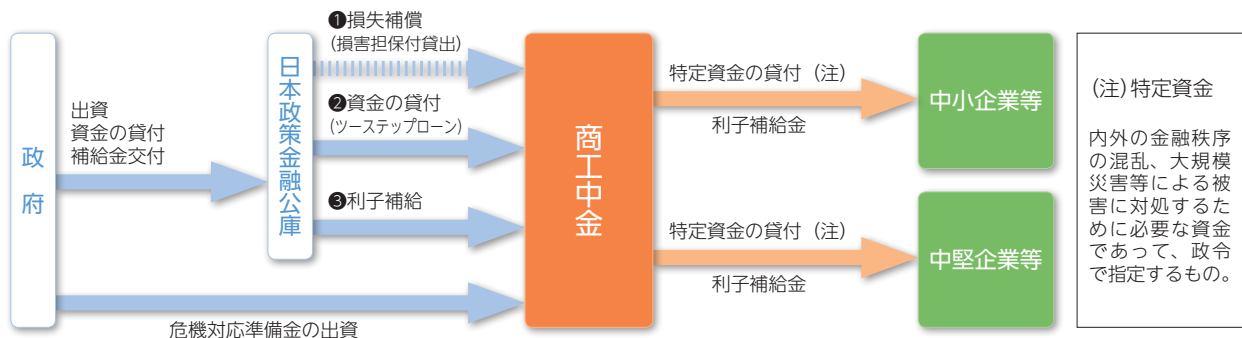 政府
出資
資金の貸付
補給金交付
日本政策金融公庫
❶損失補償
(損害担保付貸出)
❷資金の貸付
(ツーステップローン)
❸利子補給
危機対応準備金の出資
商工中金
特定資金の貸付（注）
利子補給金
中小企業等
特定資金の貸付（注）
利子補給金
中堅企業等
(注)特定資金
内外の金融秩序
の混乱、大規模
災害等による被
害に対処するた
めに必要な資金
であって、政令
で指定するもの。